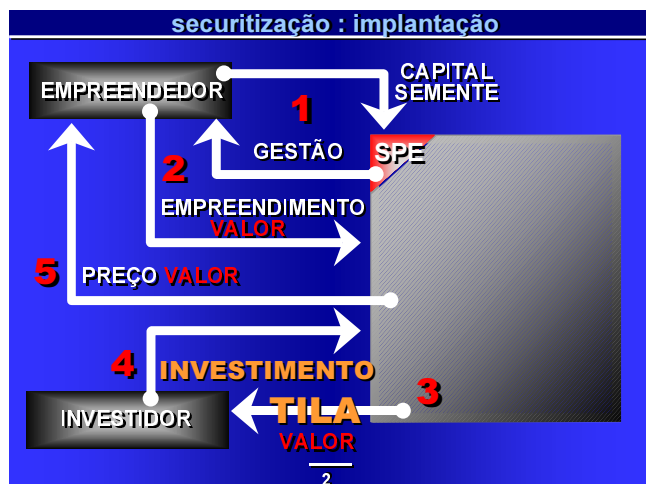 securitização : implantação
CAPITAL
SEMENTE
EMPREENDEDOR
1
GESTÃO
SPE
2
EMPREENDIMENTO
VALOR
5 PREÇO VALOR
4 INVESTIMENTO
3
TILA
INVESTIDOR
VALOR
2